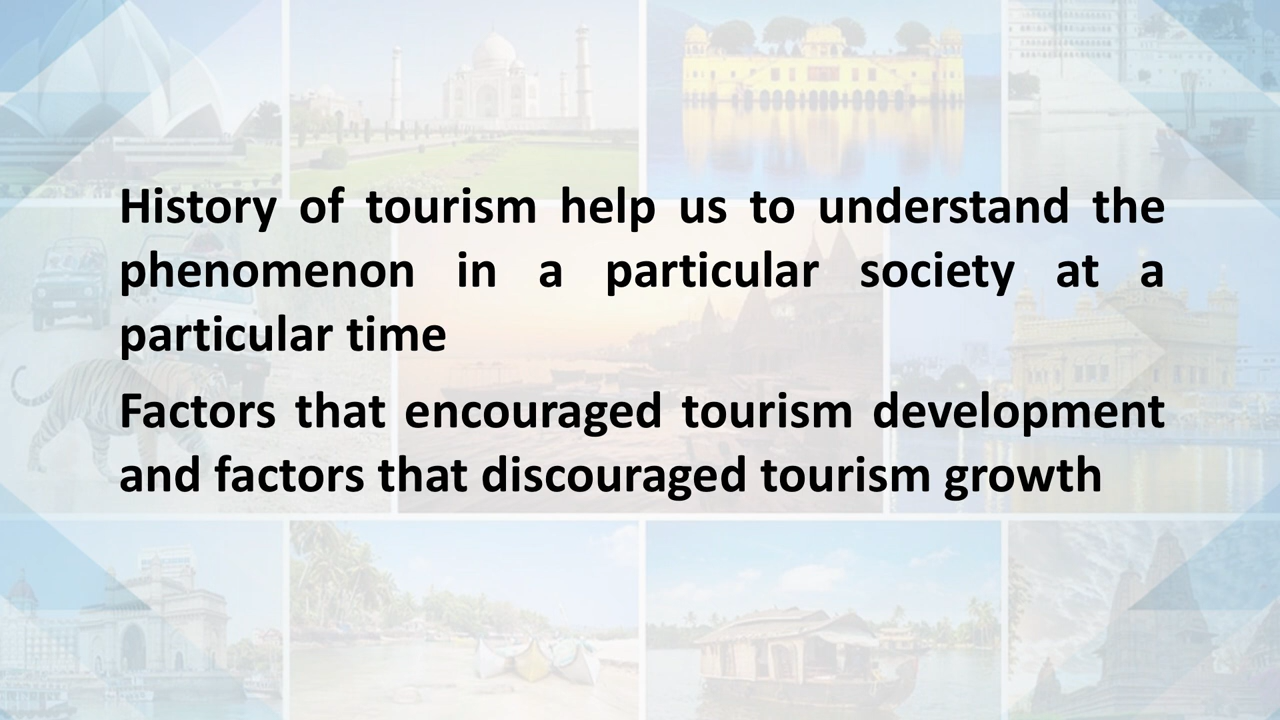 History of tourism help us to understand the
phenomenon in a particular society at a
particular time
Factors that encouraged tourism development
and factors that discouraged tourism growth